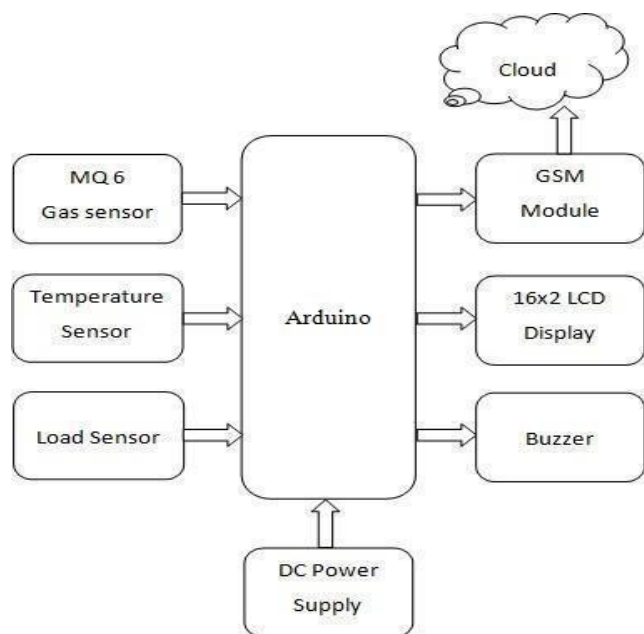 Cloud
MQ 6
Gas sensor
GSM
Module
Temperature
Sensor
Arduino
16x2 LCD
Display
Load Sensor
Buzzer
DC Power
Supply